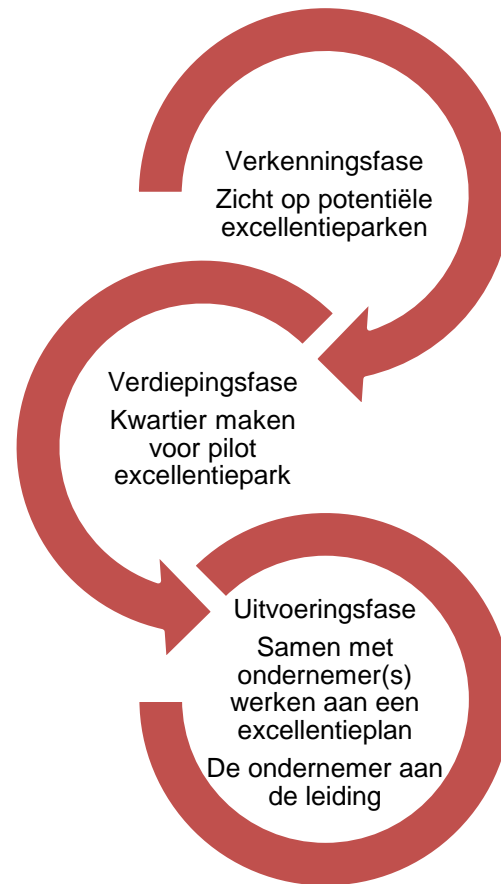 Verkenningsfase
Zicht op potentiële
excellentieparken
Verdiepingsfase
Kwartier maken
voor pilot
excellentiepark
Uitvoeringsfase
Samen met
ondernemer(s)
werken aan een
excellentieplan
De ondernemer aan
de leiding